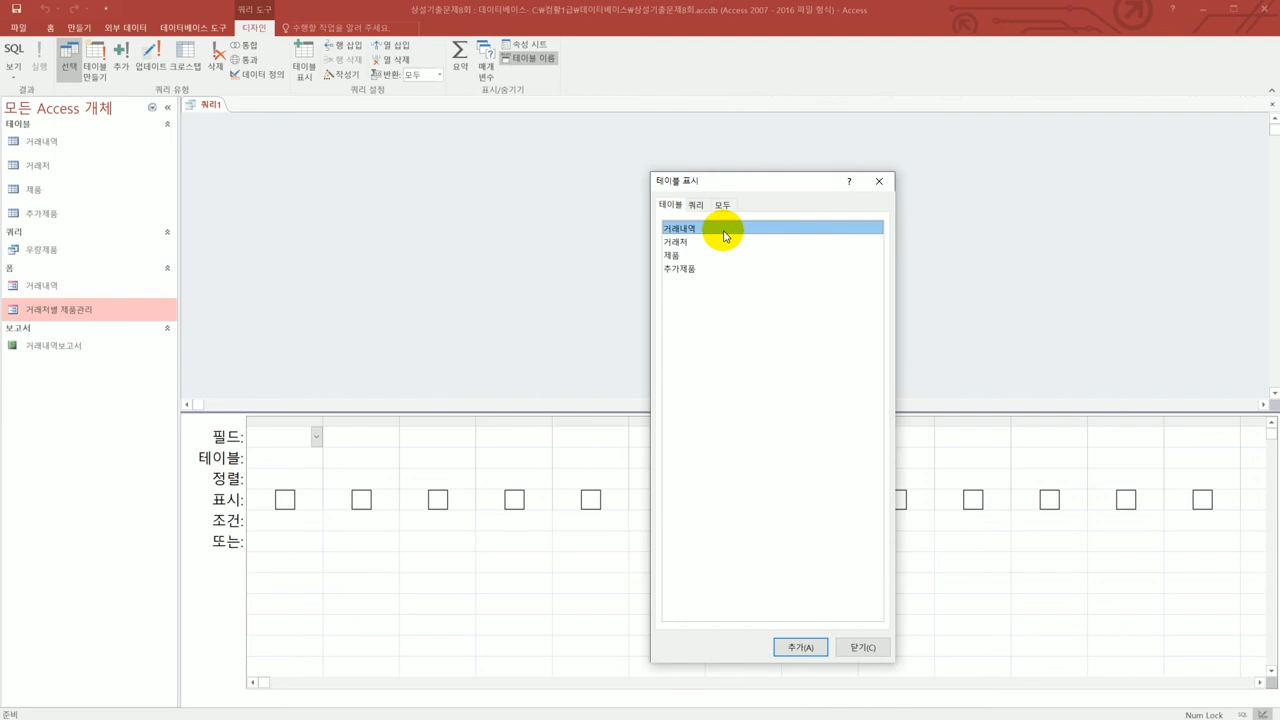 쿼리 도구
상설기출문제8회 : 데이터베이스- C:₩컴활1급₩데이터베이스₩상설기출문제8회.accdb (Access 2007 - 2016 파일 형식) - Access
파일 홈 만들기 외부 데이터 데이터베이스 도구 디자인 수행할 작업을 알려 주세요.
SQL 보기 실행 선택 테이블 만들기 추가 업데이트 크로스탭 삭제 통합 통과 데이터 정의
테이블 표시 행 삽입 행 삭제 작성기 열 삽입 열 삭제 반환: 모두
요약 매개 변수 속성 시트 테이블 이름
결과 쿼리 유형 쿼리 설정 표시/숨기기
모든 Access 개체
테이블
거래내역
거래처
제품
추가제품
쿼리
우량제품
폼
거래내역
거래처별 제품관리
보고서
거래내역보고서
쿼리1
테이블 표시
테이블 쿼리 모두
거래내역
거래처
제품
추가제품
추가(A) 닫기(C)
필드:
테이블:
정렬:
표시:
조건:
또는:
준비
Num Lock SQL